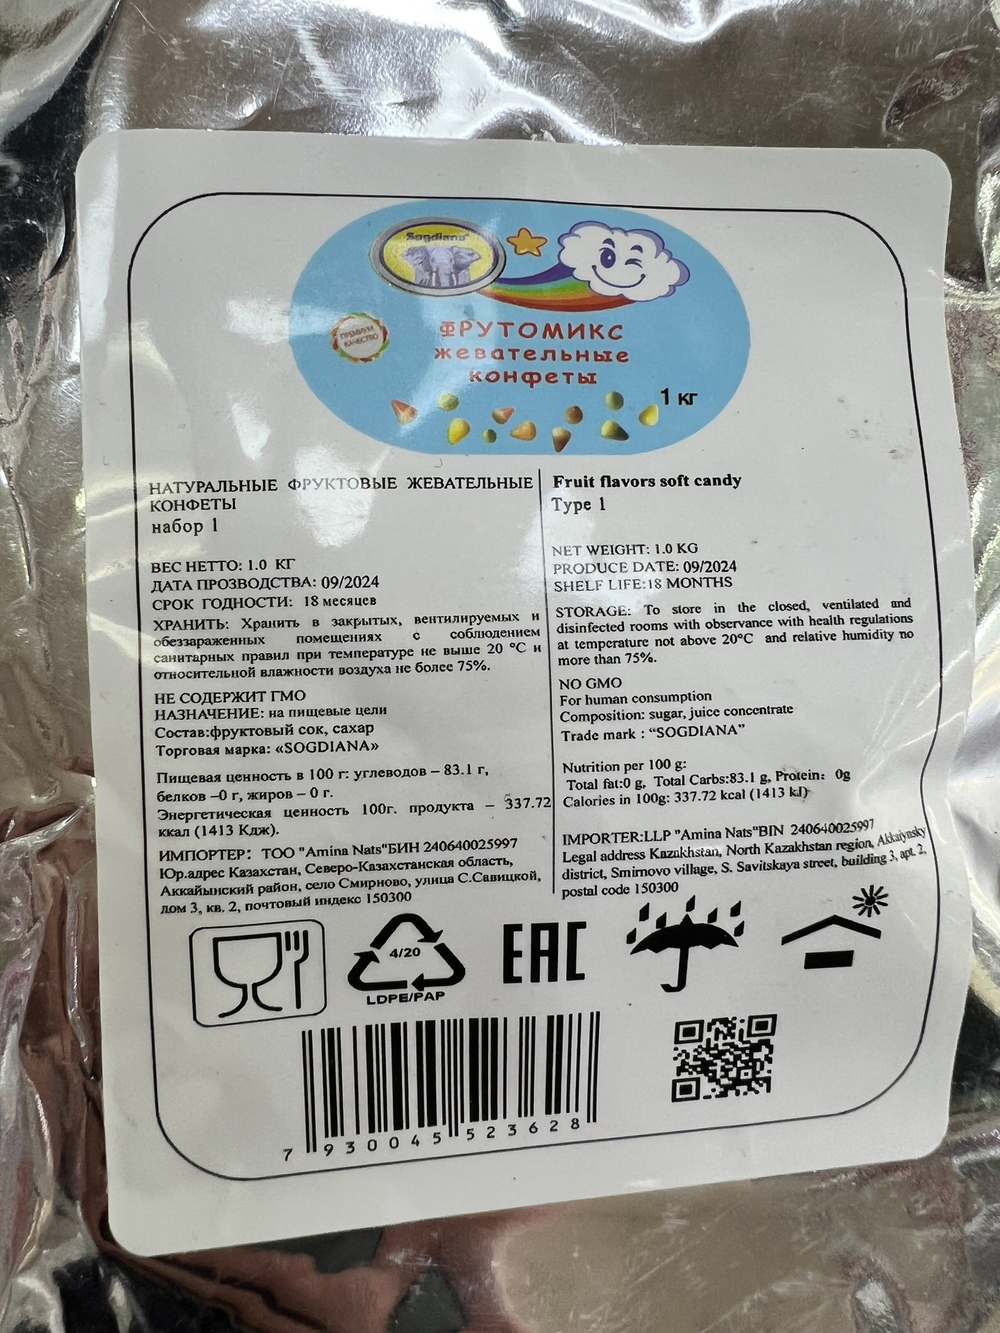 Sogdiana
ПРЕМИУМ
КАЧЕСТВО
ФРУТОМИКС
жевательные
конфеты
1 кг
НАТУРАЛЬНЫЕ ФРУКТОВЫЕ ЖЕВАТЕЛЬНЫЕ
КОНФЕТЫ
набор 1
ВЕС НЕТТО: 1.0 КГ
ДАТА ПРОЗВОДСТВА: 09/2024
СРОК ГОДНОСТИ: 18 месяцев
ХРАНИТЬ: Хранить в закрытых, вентилируемых и
обеззараженных помещениях с соблюдением
санитарных правил при температуре не выше 20 °C и
относительной влажности воздуха не более 75%.
НЕ СОДЕРЖИТ ГМО
НАЗНАЧЕНИЕ: на пищевые цели
Состав:фруктовый сок, сахар
Торговая марка: «SOGDIANA»
Пищевая ценность в 100 г: углеводов – 83.1 г,
белков –0 г, жиров – 0 г.
Энергетическая ценность 100г. продукта – 337.72
ккал (1413 Кдж).
ИМПОРТЕР: ТОО "Amina Nats"БИН 240640025997
Юр.адрес Казахстан, Северо-Казахстанская область,
Аккайынский район, село Смирново, улица С.Савицкой,
дом 3, кв. 2, почтовый индекс 150300
Fruit flavors soft candy
Type 1
NET WEIGHT: 1.0 KG
PRODUCE DATE: 09/2024
SHELF LIFE:18 MONTHS
STORAGE: To store in the closed, ventilated and
disinfected rooms with observance with health regulations
at temperature not above 20°C and relative humidity no
more than 75%.
NO GMO
For human consumption
Composition: sugar, juice concentrate
Trade mark : “SOGDIANA”
Nutrition per 100 g:
Total fat:0 g, Total Carbs:83.1 g, Protein: 0g
Calories in 100g: 337.72 kcal (1413 kJ)
IMPORTER:LLP "Amina Nats"BIN 240640025997
Legal address Kazakhstan, North Kazakhstan region, Akkaiynsky
district, Smirnovo village, S. Savitskaya street, building 3, apt. 2,
postal code 150300
4/20
LDPE/PAP
EAC
7 930045 523628